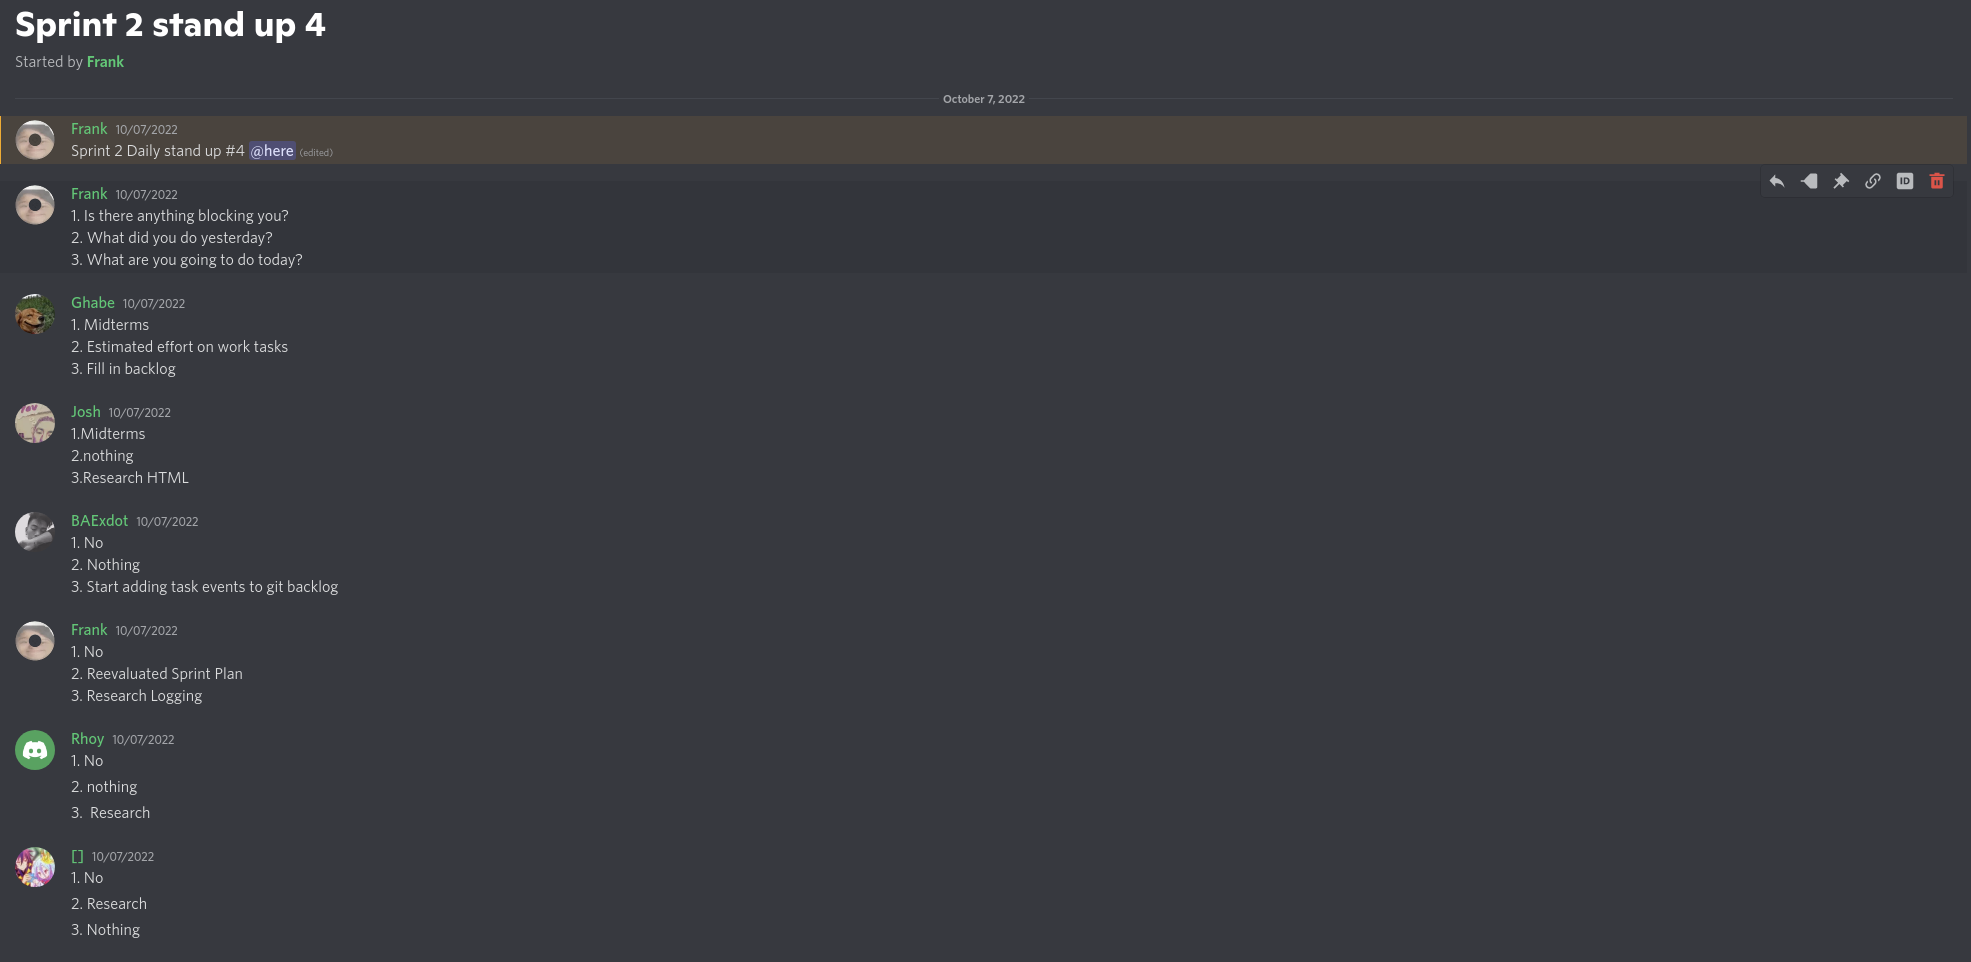 Sprint 2 stand up 4
Started by Frank
October 7, 2022
Frank 10/07/2022
Sprint 2 Daily stand up #4 @here (edited)
Frank 10/07/2022
1. Is there anything blocking you?
2. What did you do yesterday?
3. What are you going to do today?
ID
Ghabe 10/07/2022
1. Midterms
2. Estimated effort on work tasks
3. Fill in backlog
Josh 10/07/2022
1.Midterms
2.nothing
3.Research HTML
BAExdot 10/07/2022
1. No
2. Nothing
3. Start adding task events to git backlog
Frank 10/07/2022
1. No
2. Reevaluated Sprint Plan
3. Research Logging
Rhoy 10/07/2022
1. No
2. nothing
3.  Research
[] 10/07/2022
1. No
2. Research
3. Nothing